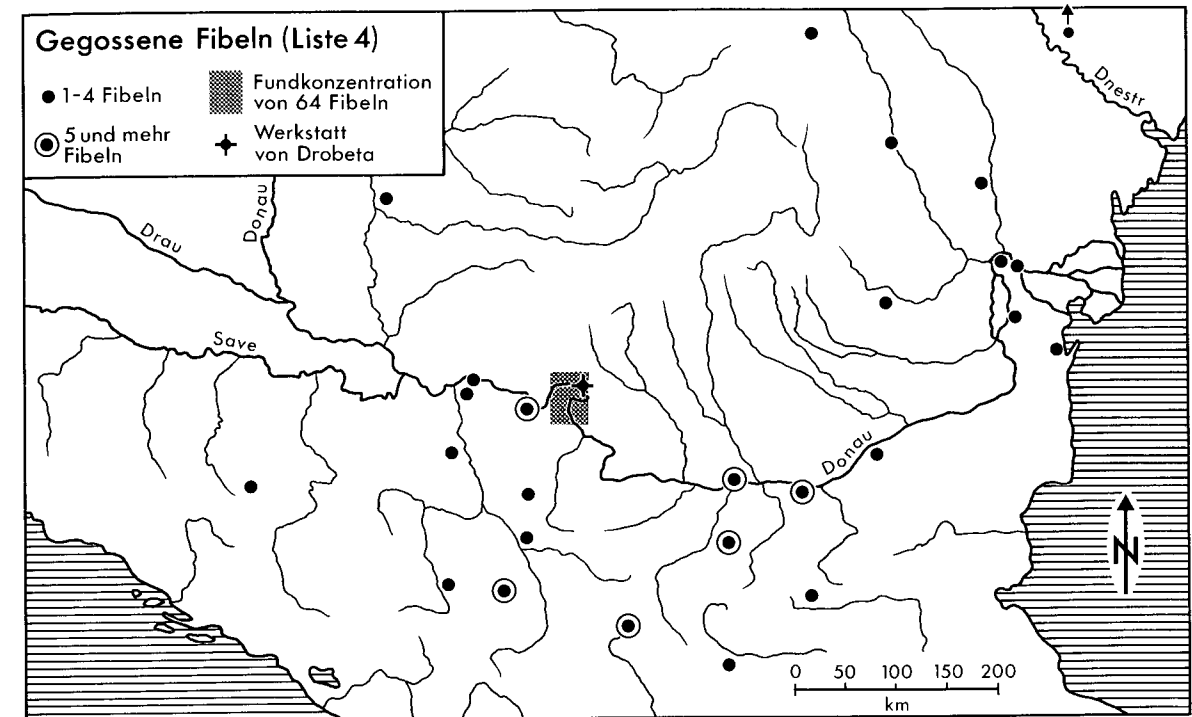 Gegossene Fibeln (Liste 4)
1-4 Fibeln
5 und mehr
Fibeln
Fundkonzentration
von 64 Fibeln
Werkstatt
von Drobeta
Dnestr
Drau
Donau
Save
Donau
N
0 50 100 150 200
km